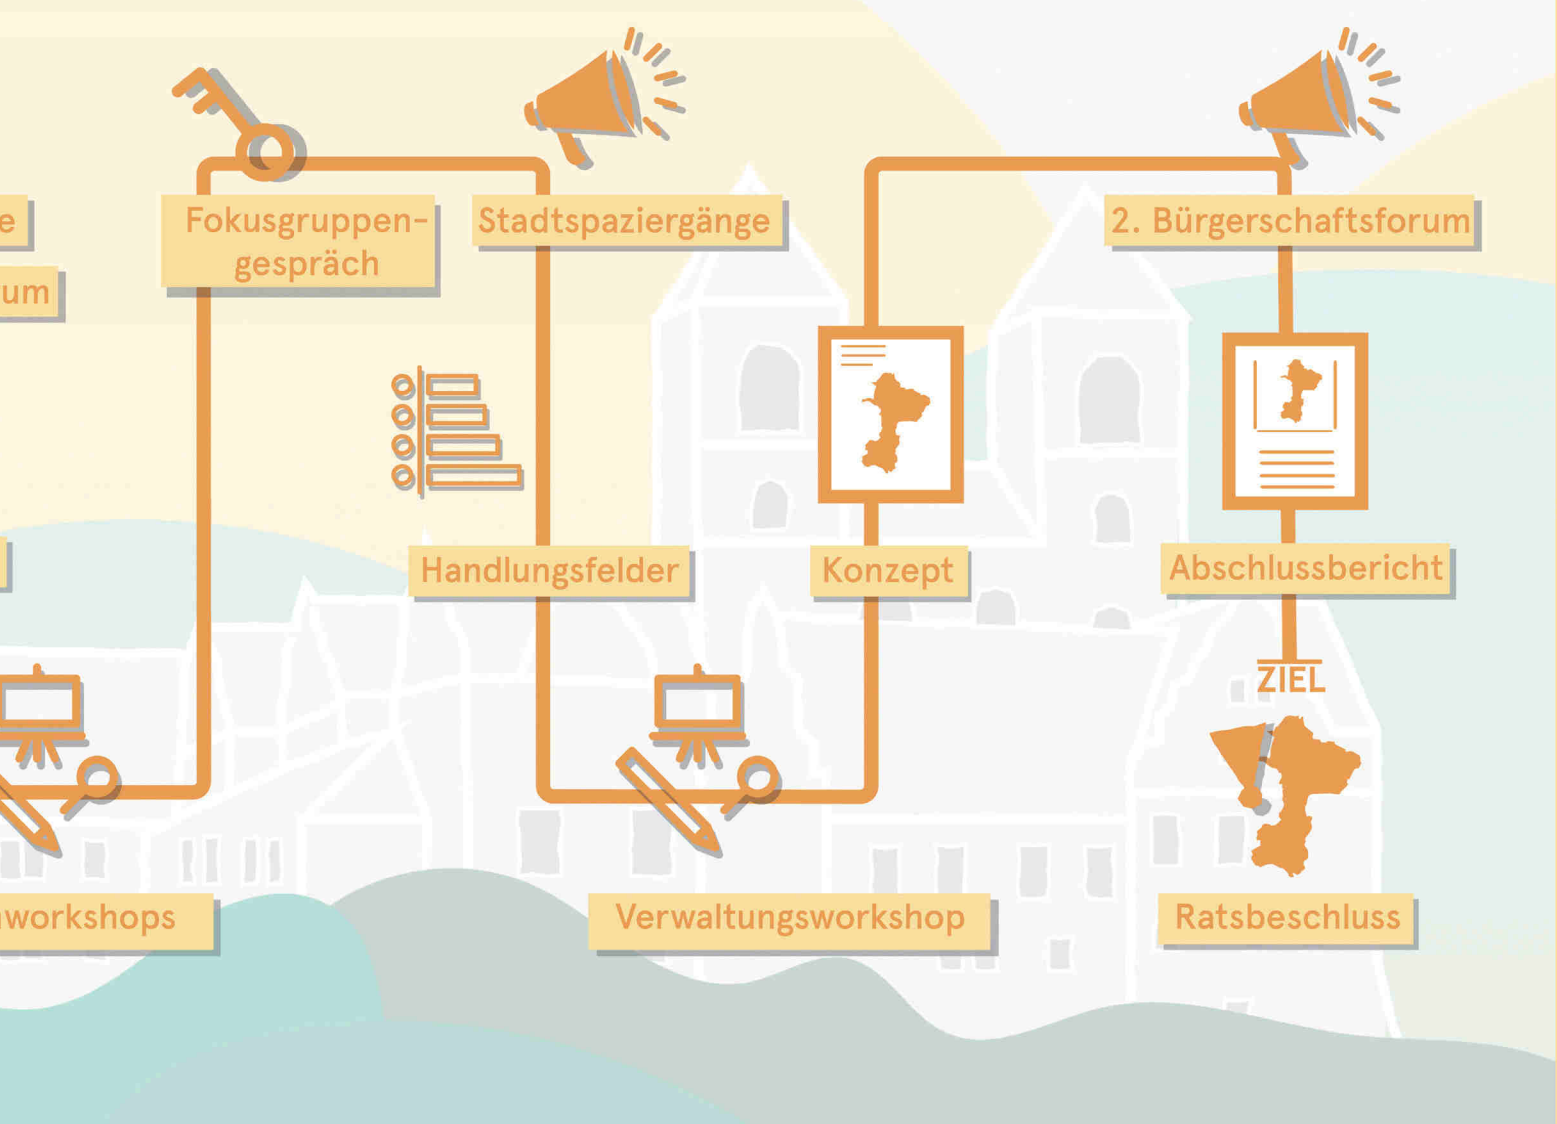 Fokusgruppen-
gespräch
Stadtspaziergänge
2. Bürgerschaftsforum
Handlungsfelder
Konzept
Abschlussbericht
ZIEL
Verwaltungsworkshop
Ratsbeschluss